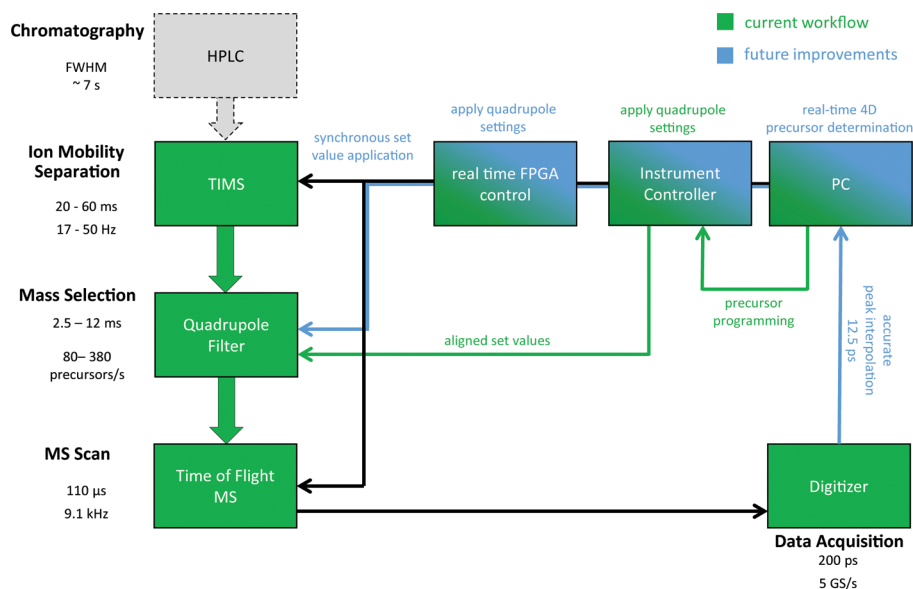 Chromatography
FWHM
~ 7 s
HPLC
current workflow
future improvements
Ion Mobility
Separation
20 - 60 ms
17 - 50 Hz
TIMS
synchronous set
value application
apply quadrupole
settings
real time FPGA
control
apply quadrupole
settings
Instrument
Controller
real-time 4D
precursor determination
PC
Mass Selection
2.5 – 12 ms
80– 380
precursors/s
Quadrupole
Filter
aligned set values
precursor
programming
accurate
peak interpolation
12.5 ps
MS Scan
110 µs
9.1 kHz
Time of Flight
MS
Digitizer
Data Acquisition
200 ps
5 GS/s